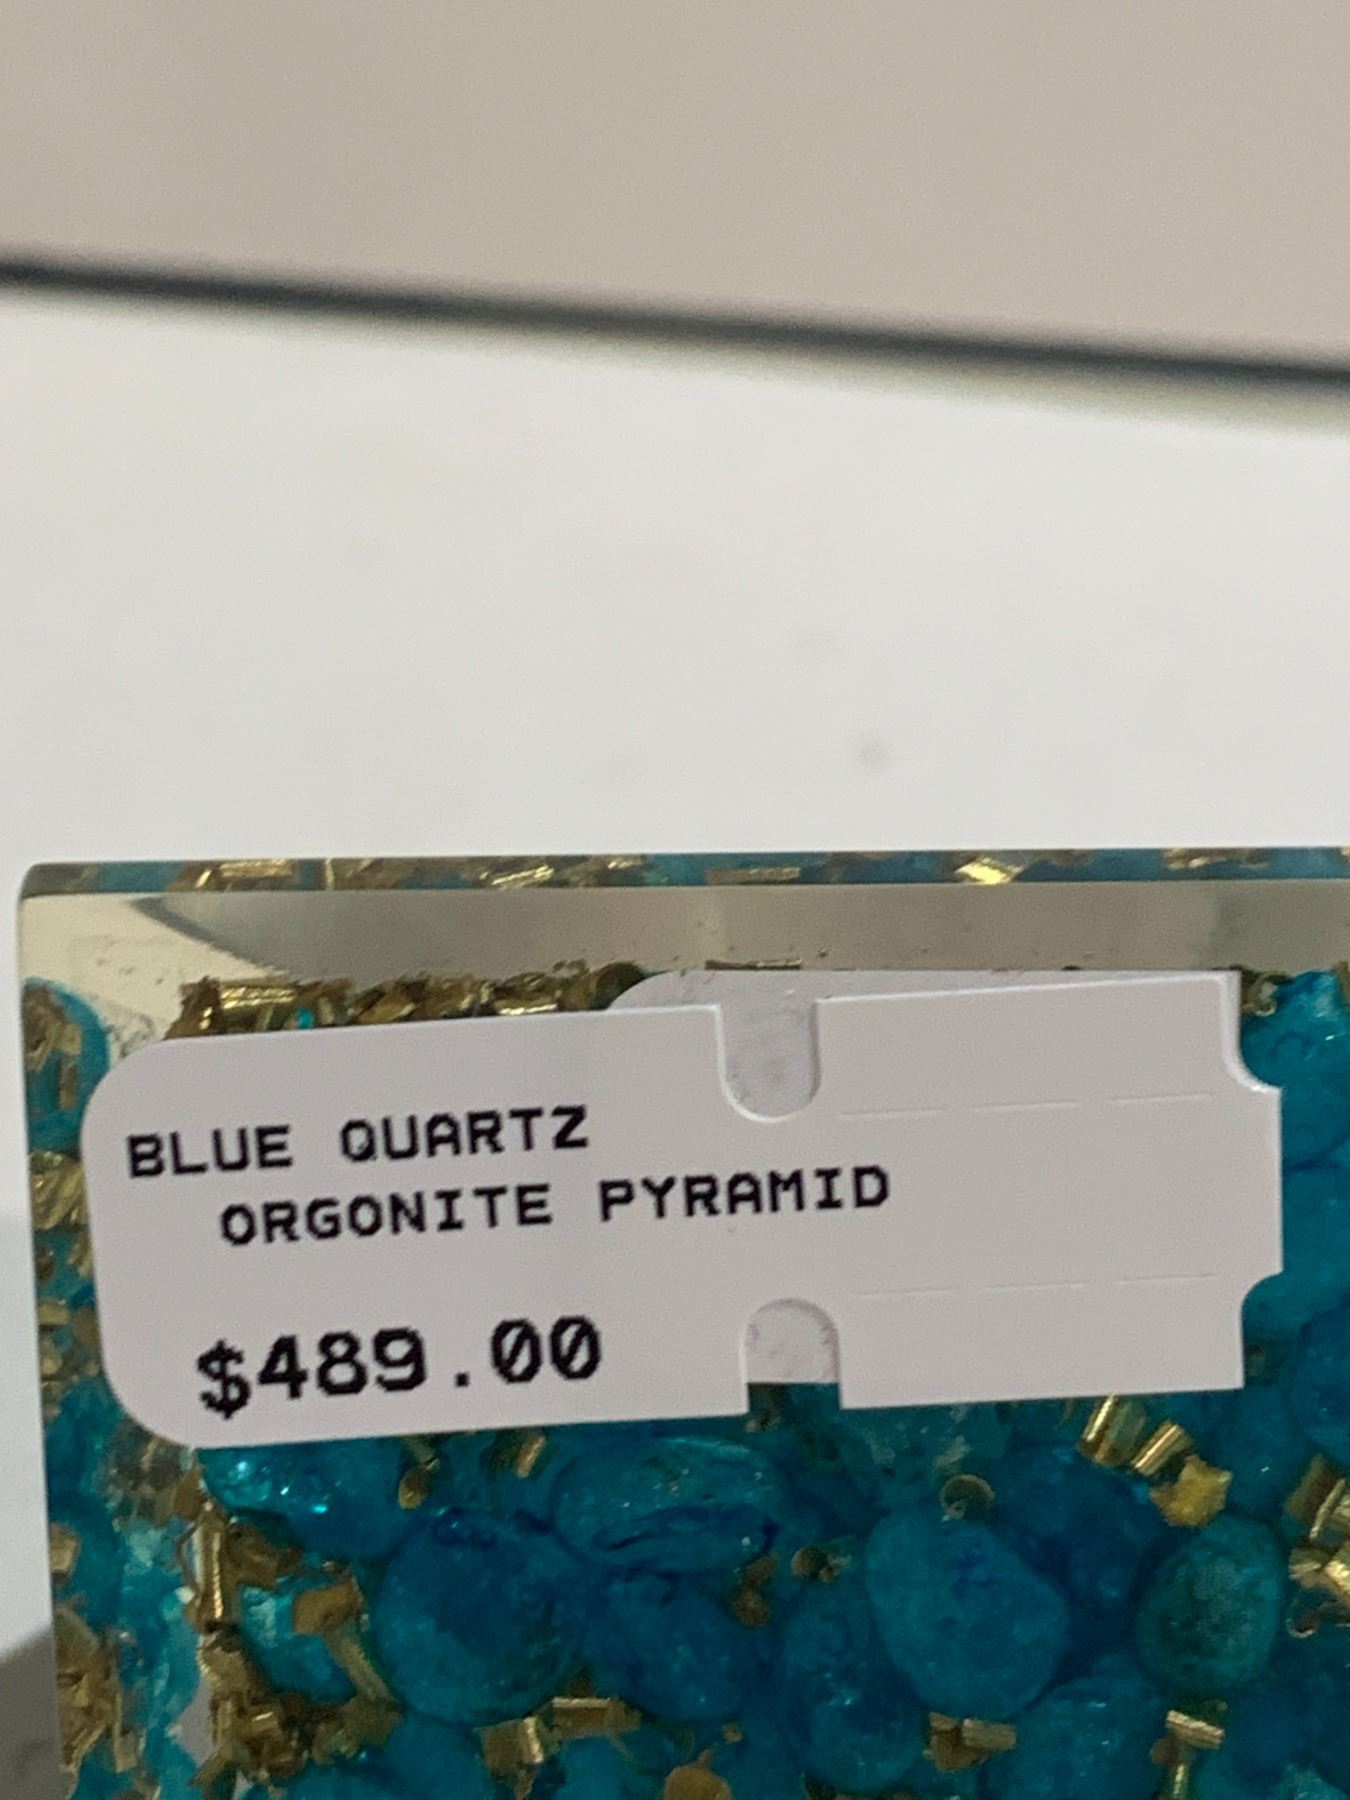 BLUE QUARTZ
ORGONITE PYRAMID
$489.00